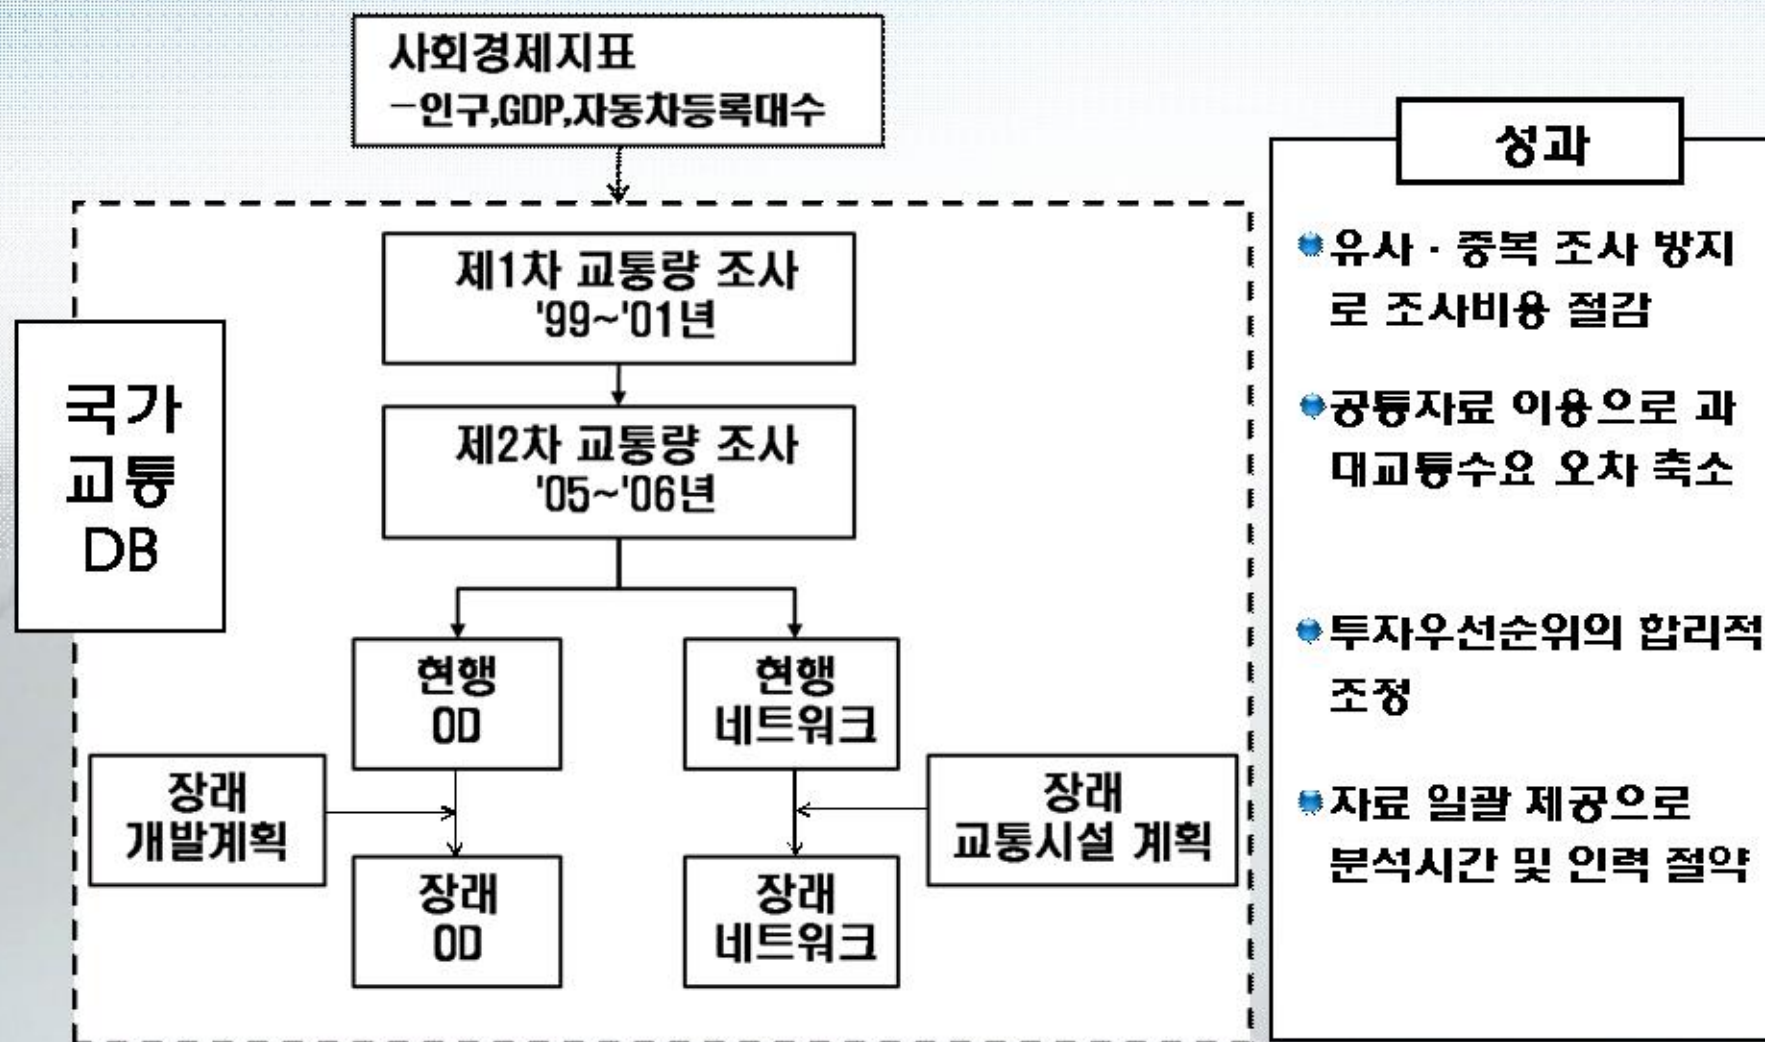 사회경제지표
-인구,GDP,자동차등록대수
국가
교통
DB
제1차 교통량 조사
'99~'01년
제2차 교통량 조사
'05~'06년
현행
OD
현행
네트워크
장래
개발계획
장래
교통시설 계획
장래
OD
장래
네트워크
성과
유사 · 중복 조사 방지
로 조사비용 절감
공통자료 이용으로 과
대교통수요 오차 축소
투자우선순위의 합리적
조정
자료 일괄 제공으로
분석시간 및 인력 절약